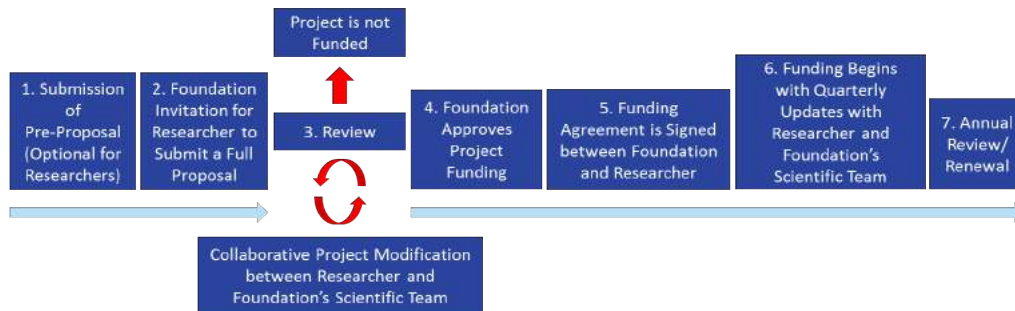 Project is not
Funded
1. Submission
of
Pre-Proposal
(Optional for
Researchers)
2. Foundation
Invitation for
Researcher to
Submit a Full
Proposal
3. Review
Collaborative Project Modification
between Researcher and
Foundation's Scientific Team
4. Foundation
Approves
Project
Funding
5. Funding
Agreement is Signed
between Foundation
and Researcher
6. Funding Begins
with Quarterly
Updates with
Researcher and
Foundation's
Scientific Team
7. Annual
Review/
Renewal